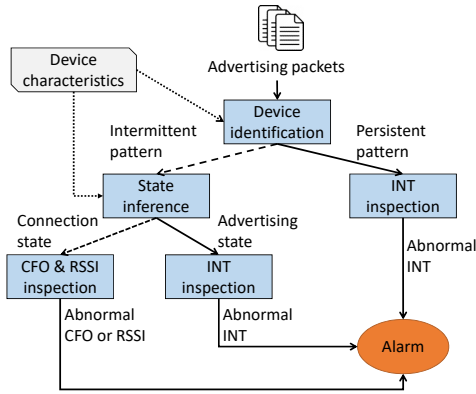 Advertising packets
Device
characteristics
Device
identification
Intermittent
pattern
Persistent
pattern
State
inference
INT
inspection
Connection
state
Advertising
state
CFO & RSSI
inspection
INT
inspection
Abnormal
INT
Abnormal
CFO or RSSI
Abnormal
INT
Alarm